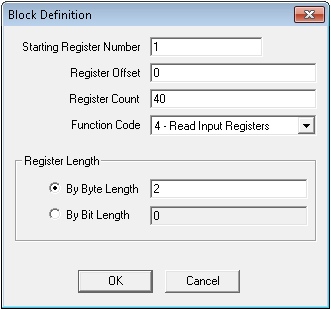 Block Definition
Starting Register Number 1
Register Offset 0
Register Count 40
Function Code 4 - Read Input Registers
Register Length
By Byte Length 2
By Bit Length 0
OK Cancel